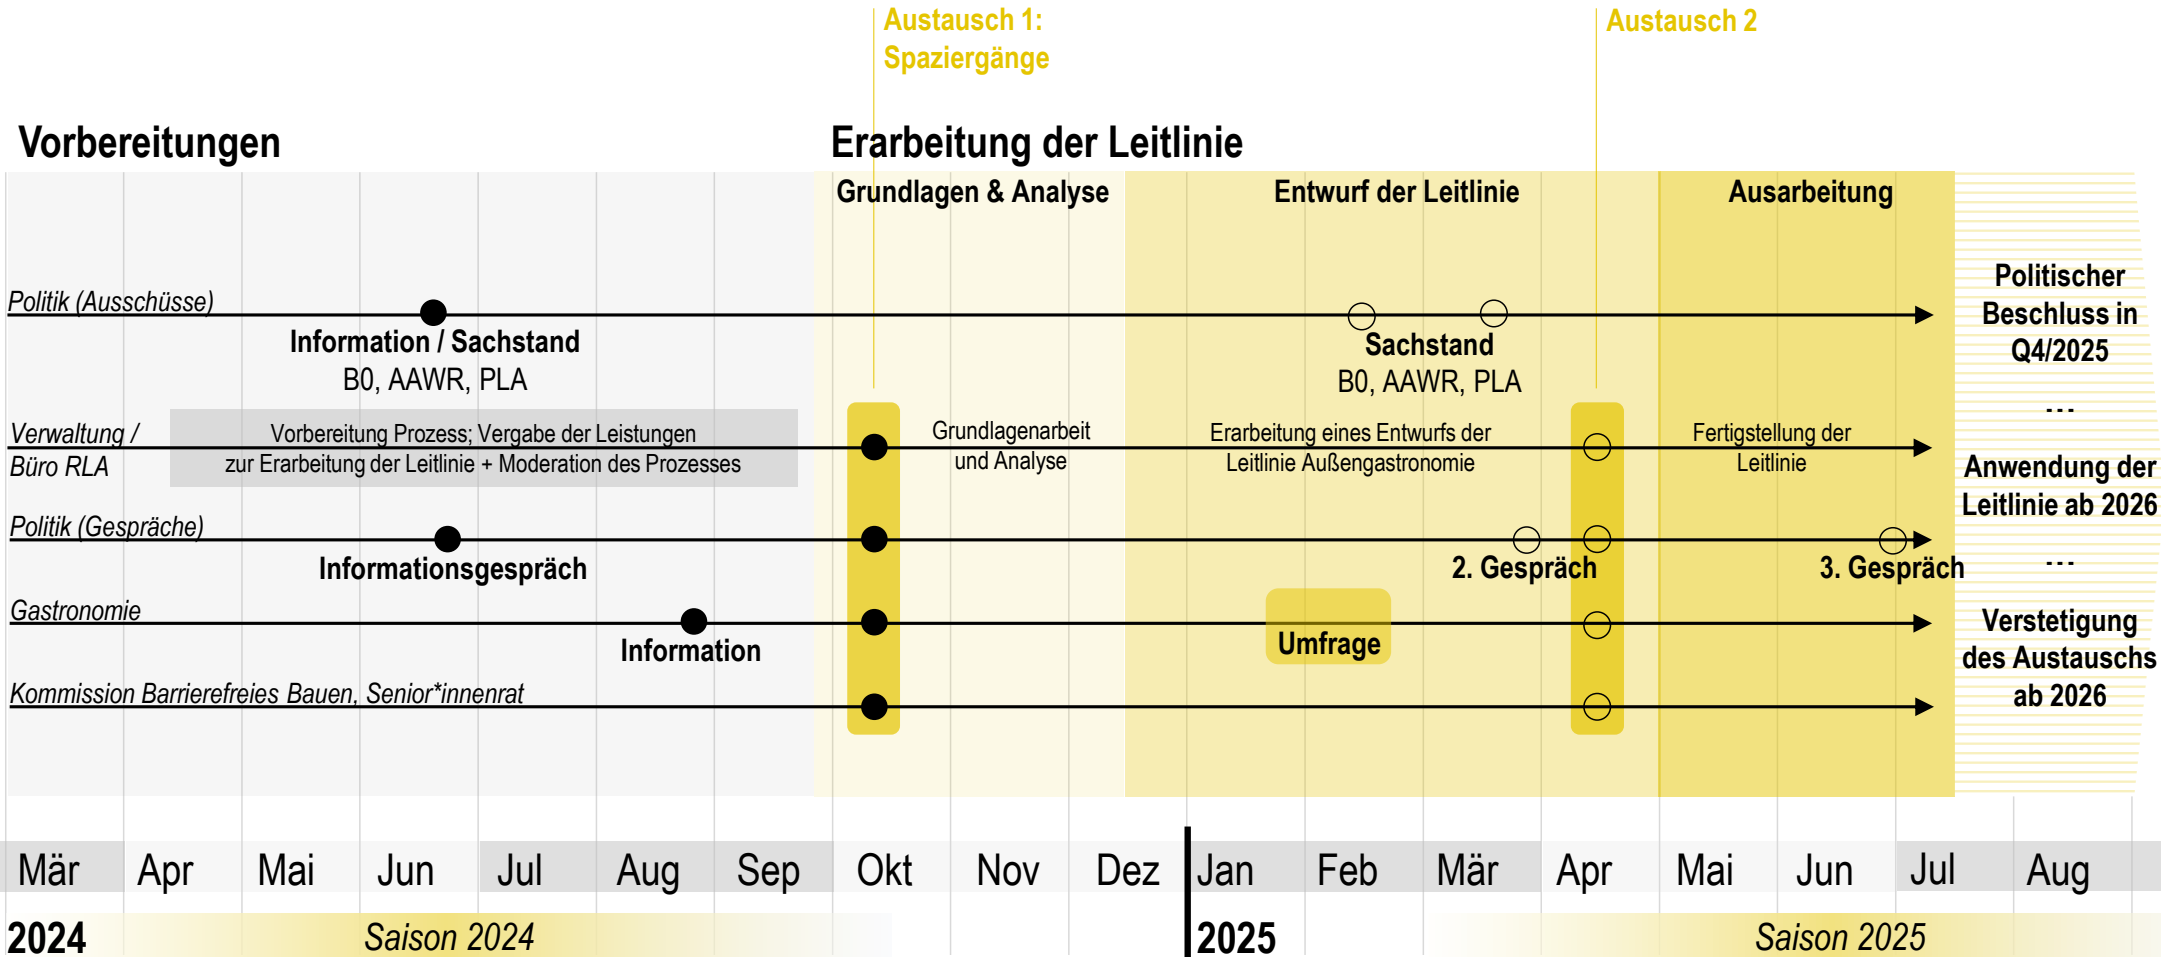 Austausch 1:
Spaziergänge
Austausch 2
Vorbereitungen
Erarbeitung der Leitlinie
Grundlagen & Analyse
Entwurf der Leitlinie
Ausarbeitung
Politik (Ausschüsse)
Information / Sachstand
B0, AAWR, PLA
Sachstand
B0, AAWR, PLA
Verwaltung /
Büro RLA
Vorbereitung Prozess; Vergabe der Leistungen
zur Erarbeitung der Leitlinie + Moderation des Prozesses
Grundlagenarbeit
und Analyse
Erarbeitung eines Entwurfs der
Leitlinie Außengastronomie
Fertigstellung der
Leitlinie
Politik (Gespräche)
Informationsgespräch
2. Gespräch
3. Gespräch
Gastronomie
Information
Umfrage
Kommission Barrierefreies Bauen, Senior*innenrat
Politischer
Beschluss in
Q4/2025
---
Anwendung der
Leitlinie ab 2026
---
Verstetigung
des Austauschs
ab 2026
Mär Apr Mai Jun Jul Aug Sep Okt Nov Dez Jan Feb Mär Apr Mai Jun Jul Aug
2024 Saison 2024 2025 Saison 2025